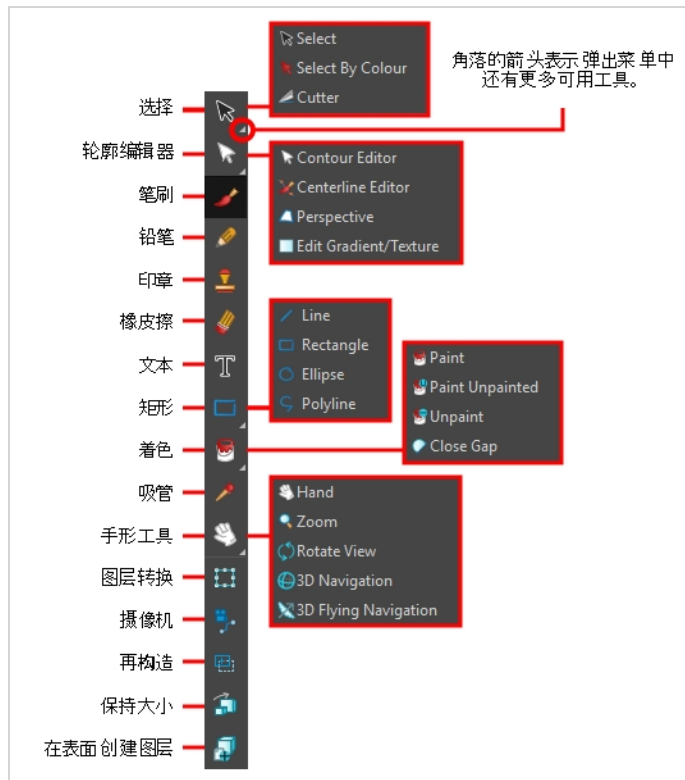 Select
Select By Colour
Cutter
角落的箭头表示弹出菜单中
还有更多可用工具。
选择
轮廓编辑器
Contour Editor
Centerline Editor
Perspective
Edit Gradient/Texture
笔刷
铅笔
印章
橡皮擦
Line
Rectangle
Ellipse
Polyline
文本
T
矩形
Paint
Paint Unpainted
Unpaint
Close Gap
着色
吸管
手形工具
Hand
Zoom
Rotate View
3D Navigation
3D Flying Navigation
图层转换
摄像机
再构造
保持大小
在表面创建图层